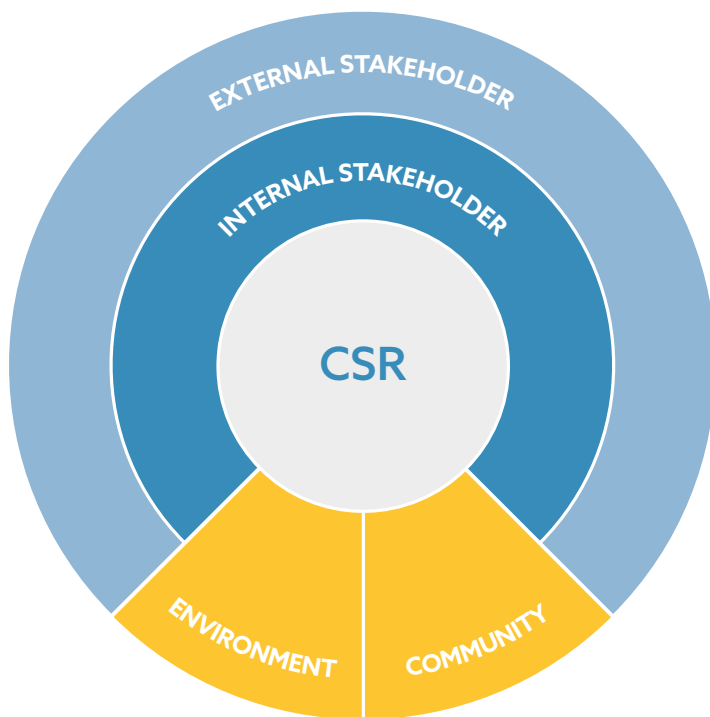 EXTERNAL STAKEHOLDER
INTERNAL STAKEHOLDER
CSR
ENVIRONMENT
COMMUNITY